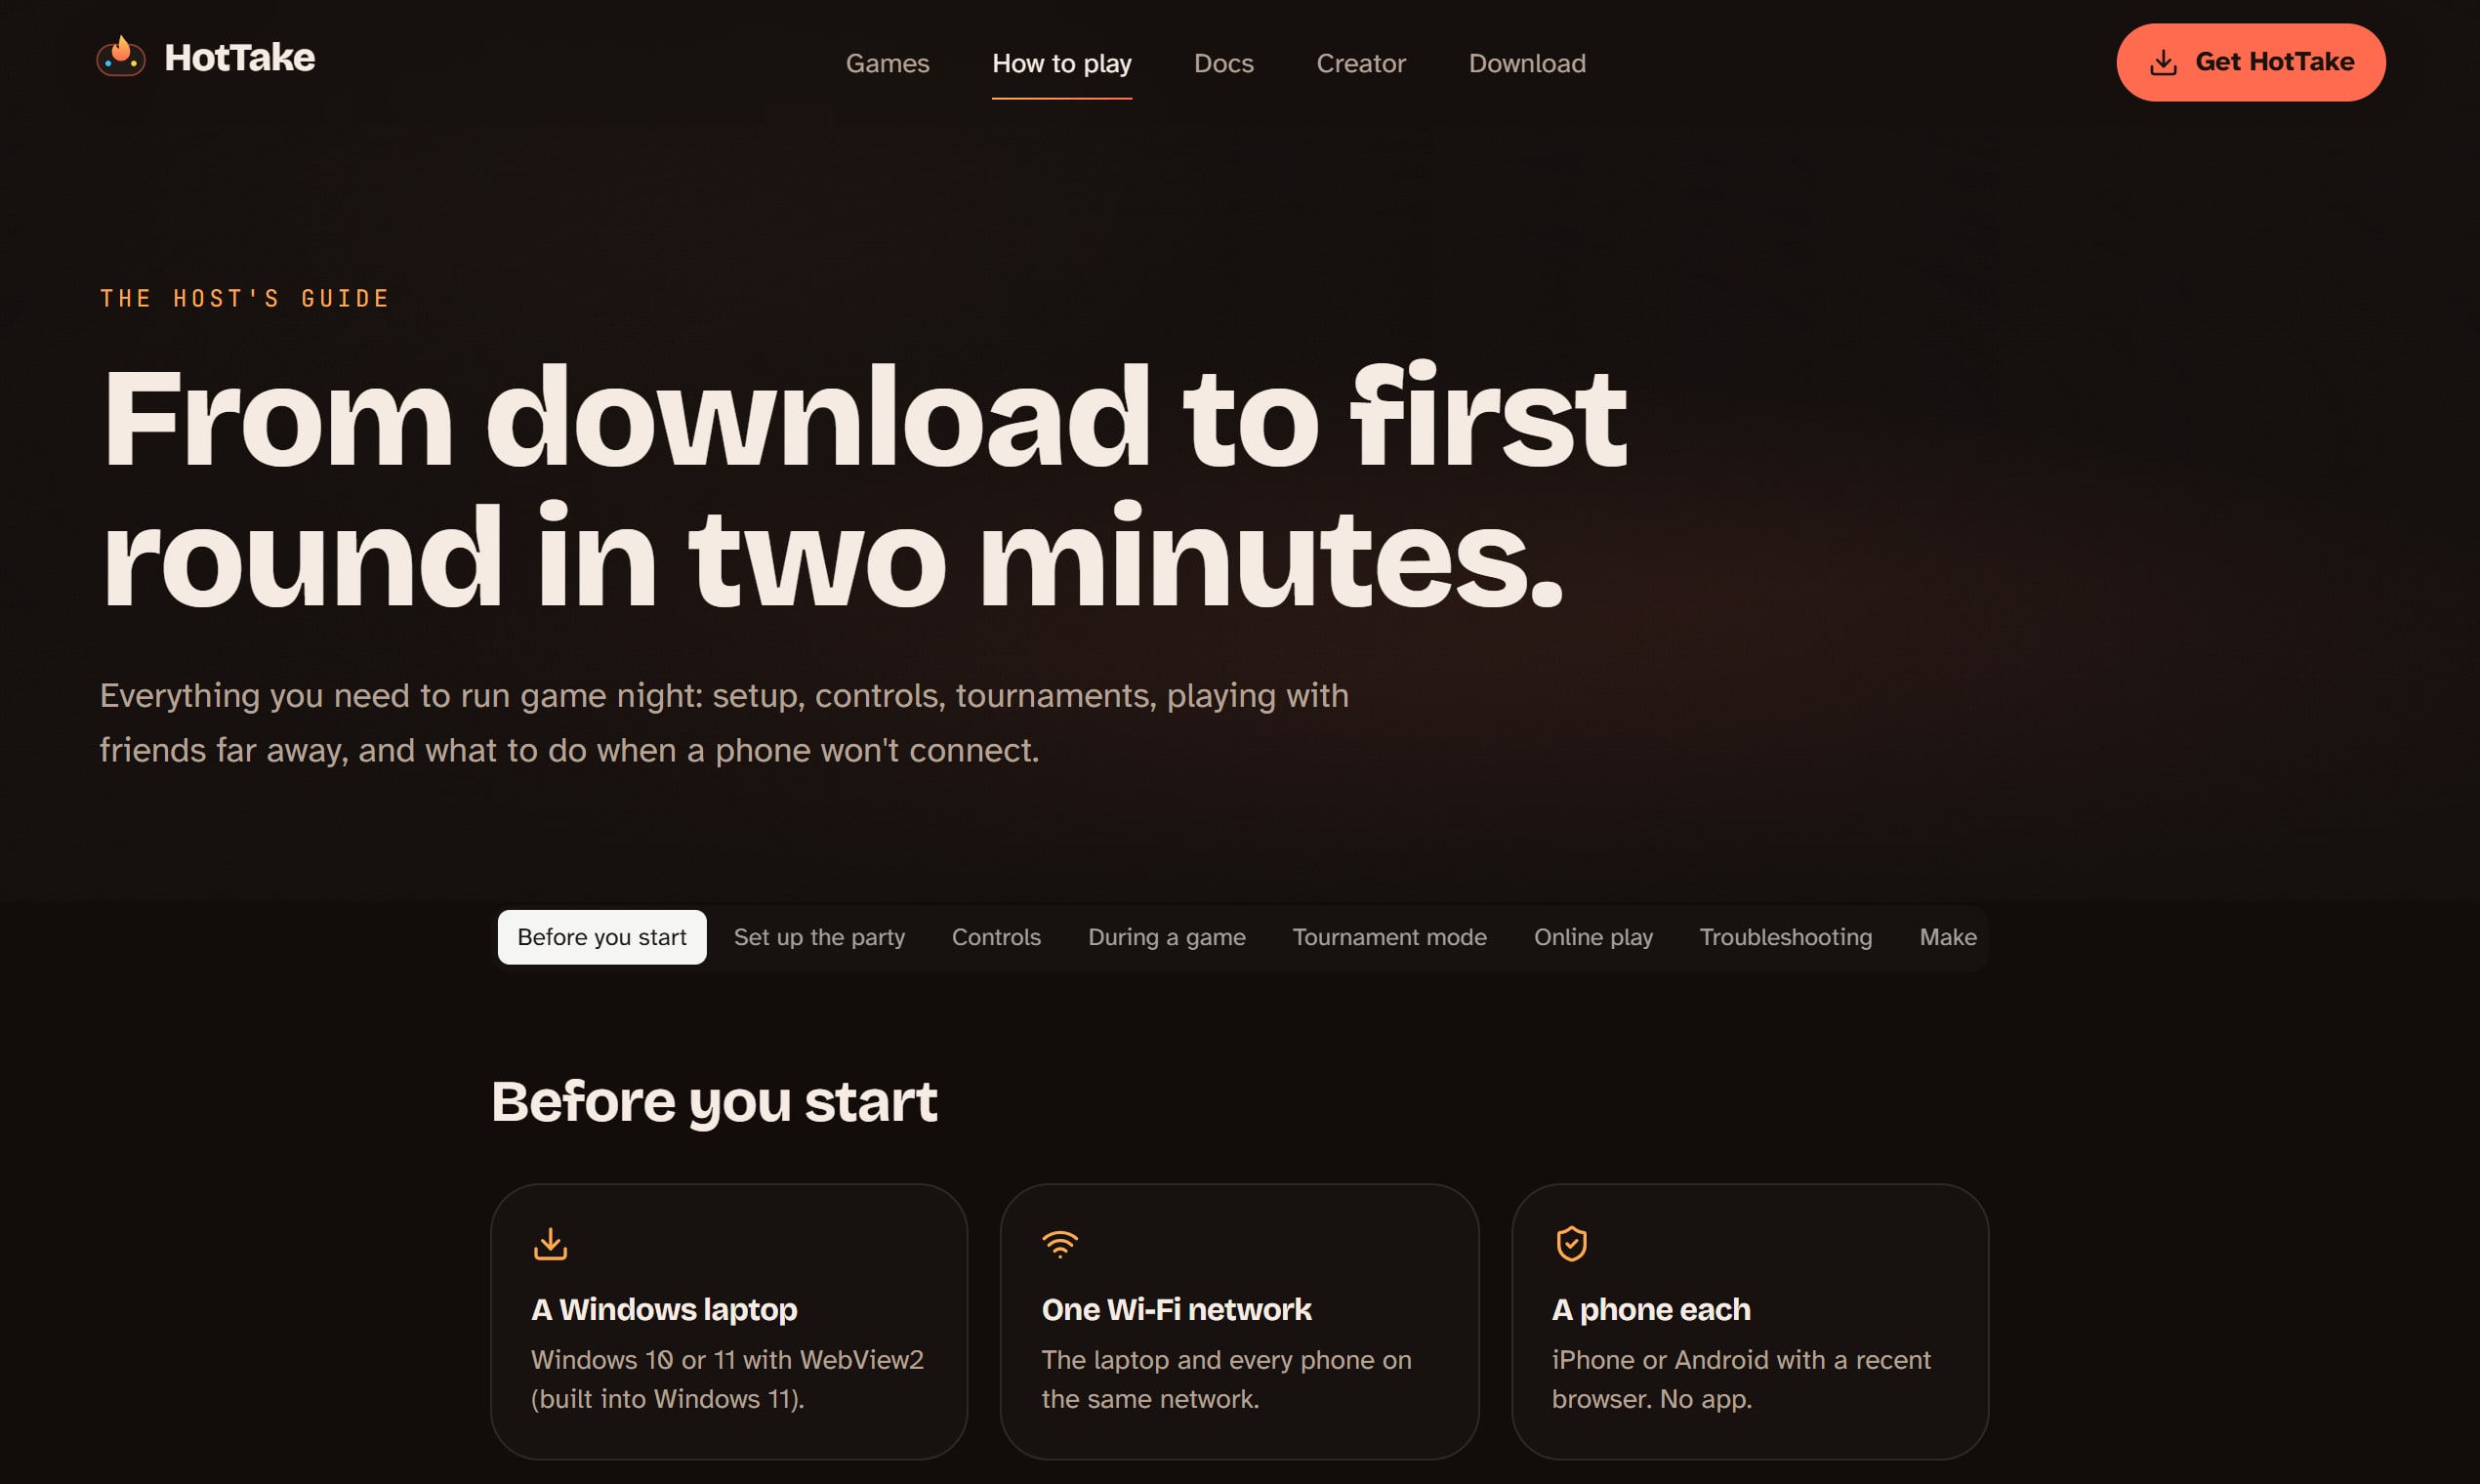 HotTake
Games
How to play
Docs
Creator
Download
Get HotTake
THE HOST'S GUIDE
From download to first
round in two minutes.
Everything you need to run game night: setup, controls, tournaments, playing with
friends far away, and what to do when a phone won't connect.
Before you start
Set up the party
Controls
During a game
Tournament mode
Online play
Troubleshooting
Make
Before you start
A Windows laptop
Windows 10 or 11 with WebView2
(built into Windows 11).
One Wi-Fi network
The laptop and every phone on
the same network.
A phone each
iPhone or Android with a recent
browser. No app.